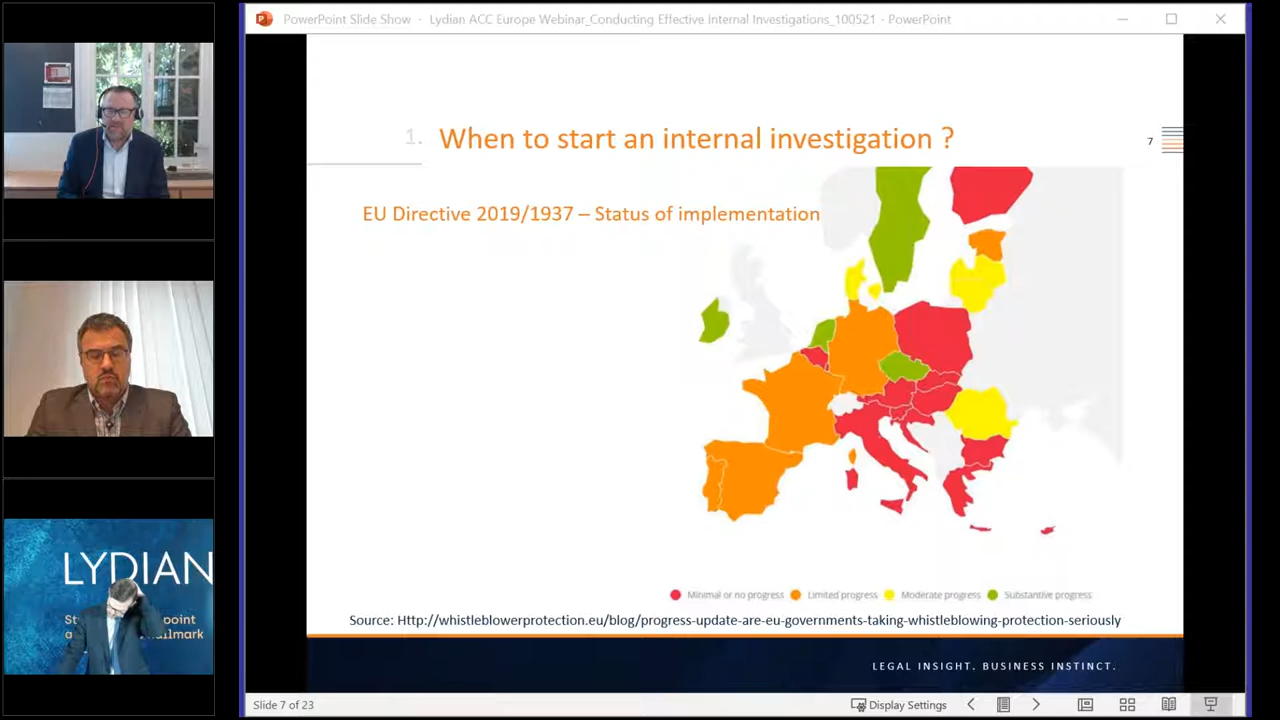 PowerPoint Slide Show - Lydian ACC Europe Webinar_Conducting Effective Internal Investigations_100521 - PowerPoint
1. When to start an internal investigation ?
7
EU Directive 2019/1937 – Status of implementation
Minimal or no progress Limited progress Moderate progress Substantive progress
Source: Http://whistleblowerprotection.eu/blog/progress-update-are-eu-governments-taking-whistleblowing-protection-seriously
LEGAL INSIGHT. BUSINESS INSTINCT.
Slide 7 of 23
Display Settings
LYDIAN